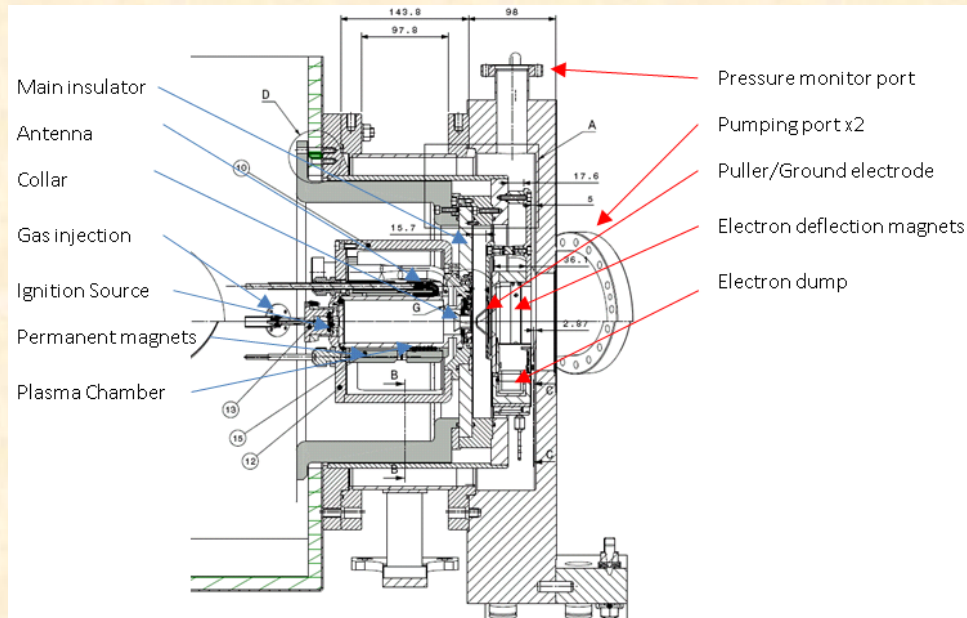 143.8
98
97.8
Main insulator
Antenna
Collar
Gas injection
Ignition Source
Permanent magnets
Plasma Chamber
D
10
A
17.6
5
15.7
36.1
G
2.87
B
B
C
C
13
15
12
Pressure monitor port
Pumping port x2
Puller/Ground electrode
Electron deflection magnets
Electron dump